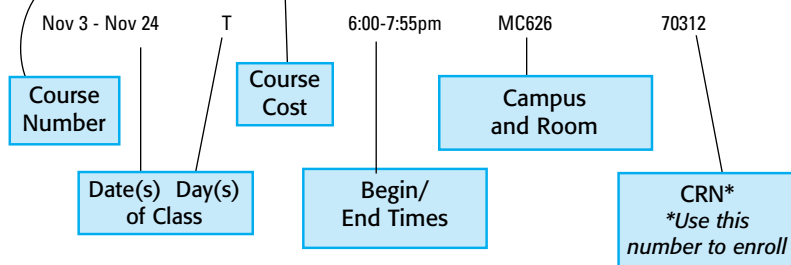 Nov 3 - Nov 24 T 6:00-7:55pm MC626 70312
Course
Number
Course
Cost
Campus
and Room
Date(s) Day(s)
of Class
Begin/
End Times
CRN*
*Use this
number to enroll